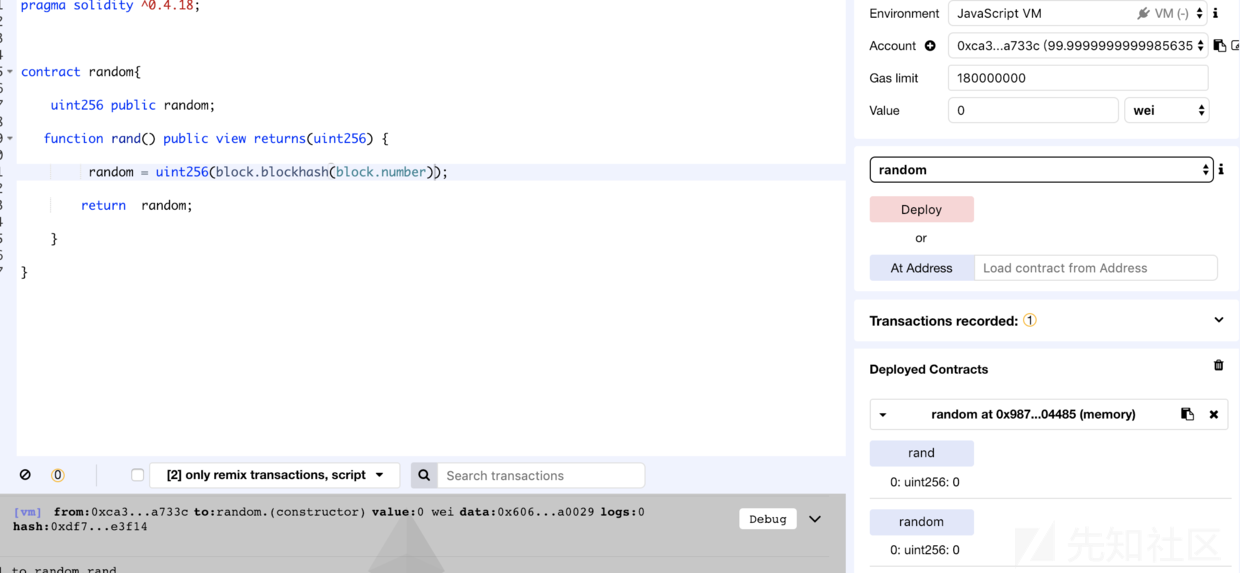 pragma solidity ^0.4.18;
contract random{
uint256 public random;
function rand() public view returns(uint256) {
random = uint256(block.blockhash(block.number));
return random;
}
}
0
[2] only remix transactions, script
Search transactions
[vm] from:0xca3...a733c to:random.(constructor) value:0 wei data:0x606...a0029 logs:0
hash:0xdf7...e3f14
Debug
to random.rand
Environment
JavaScript VM
VM (-)
i
Account
0xca3...a733c (99.9999999999985635
Gas limit
180000000
Value
0
wei
random
i
Deploy
or
At Address
Load contract from Address
Transactions recorded: 1
Deployed Contracts
random at 0x987...04485 (memory)
rand
0: uint256: 0
random
0: uint256: 0
先知社区